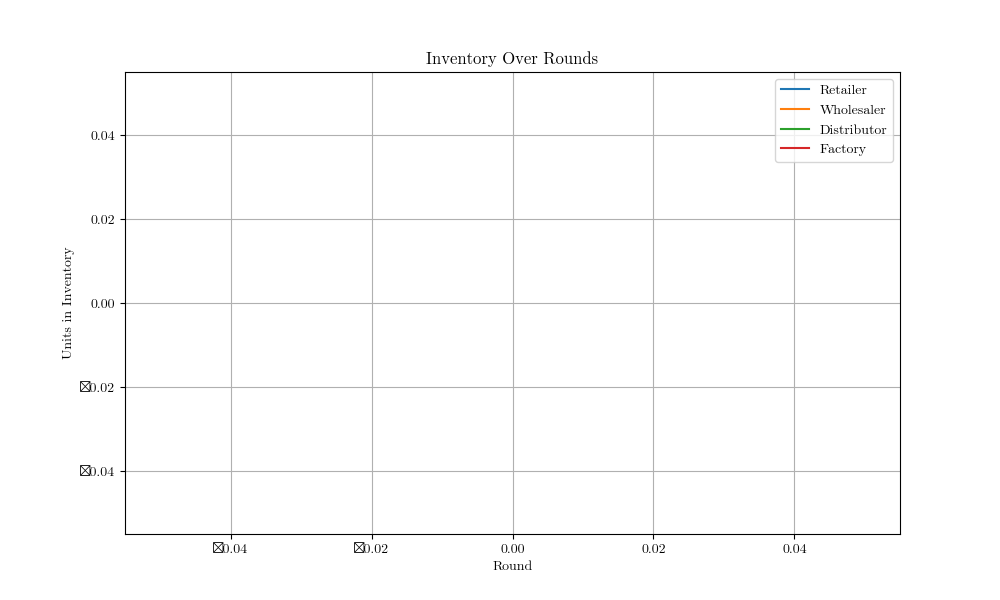 Inventory Over Rounds
Retailer
Wholesaler
Distributor
Factory
0.04
0.02
0.00
☒0.02
☒0.04
Units in Inventory
☒0.04 ☒0.02 0.00 0.02 0.04
Round